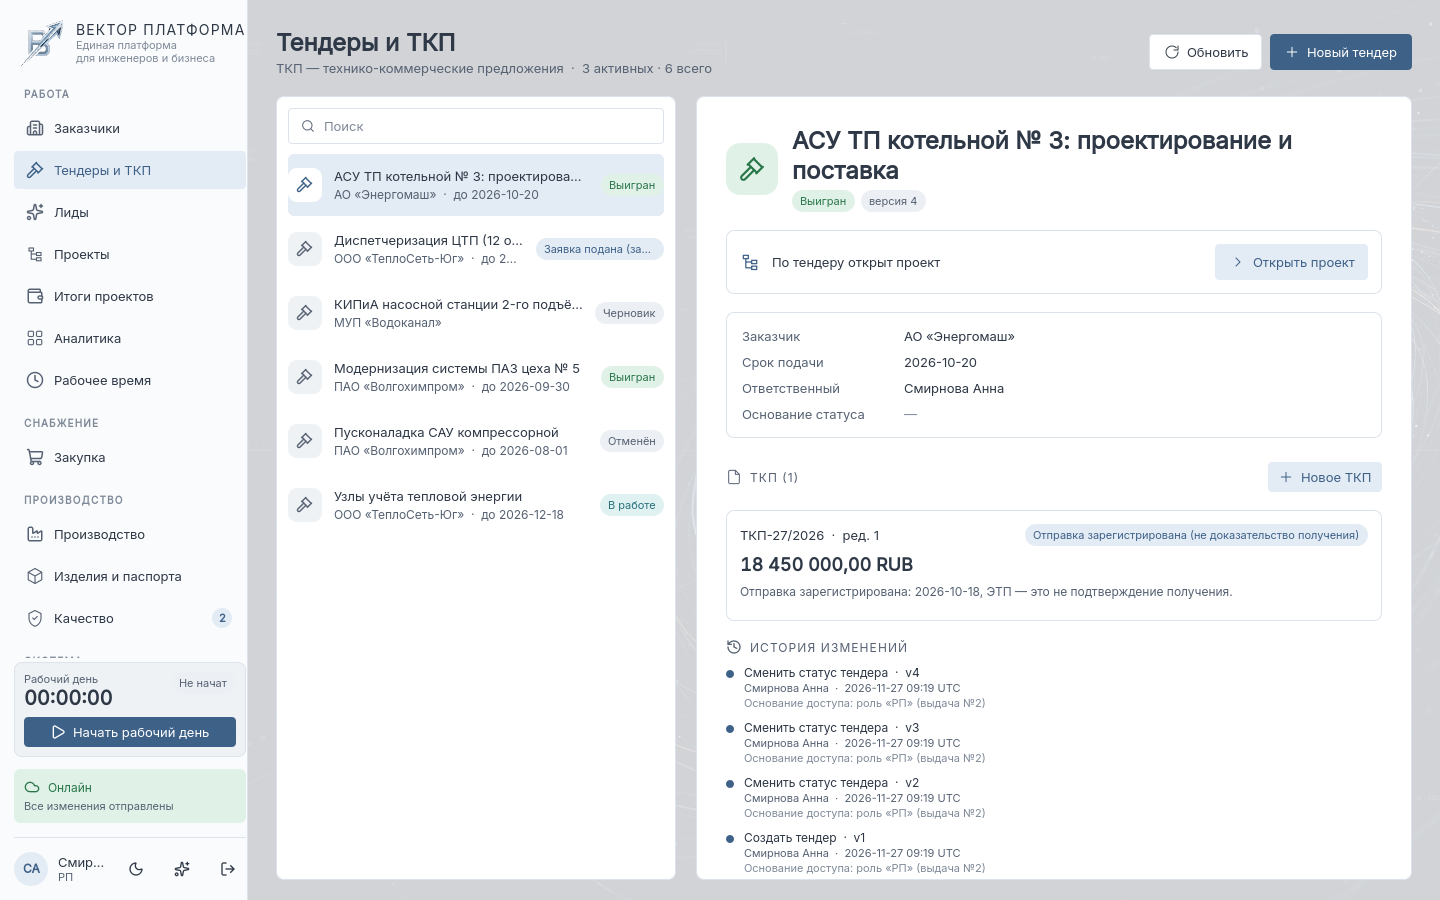 ВЕКТОР ПЛАТФОРМА
Единая платформа
для инженеров и бизнеса
РАБОТА
Заказчики
Тендеры и ТКП
Лиды
Проекты
Итоги проектов
Аналитика
Рабочее время
СНАБЖЕНИЕ
Закупка
ПРОИЗВОДСТВО
Производство
Изделия и паспорта
Качество 2
Рабочий день
Не начат
00:00:00
Начать рабочий день
Онлайн
Все изменения отправлены
СА
Смир...
РП
Тендеры и ТКП
ТКП — технико-коммерческие предложения · 3 активных · 6 всего
Обновить
Новый тендер
Поиск
АСУ ТП котельной № 3: проектирова...
АО «Энергомаш» · до 2026-10-20
Выигран
Диспетчеризация ЦТП (12 о...
ООО «ТеплоСеть-Юг» · до 2...
Заявка подана (за...
КИПиА насосной станции 2-го подъё...
МУП «Водоканал»
Черновик
Модернизация системы ПАЗ цеха № 5
ПАО «Волгохимпром» · до 2026-09-30
Выигран
Пусконаладка САУ компрессорной
ПАО «Волгохимпром» · до 2026-08-01
Отменён
Узлы учёта тепловой энергии
ООО «ТеплоСеть-Юг» · до 2026-12-18
В работе
АСУ ТП котельной № 3: проектирование и
поставка
Выигран
версия 4
По тендеру открыт проект
Открыть проект
Заказчик АО «Энергомаш»
Срок подачи 2026-10-20
Ответственный Смирнова Анна
Основание статуса —
ТКП (1)
Новое ТКП
ТКП-27/2026 · ред. 1
Отправка зарегистрирована (не доказательство получения)
18 450 000,00 RUB
Отправка зарегистрирована: 2026-10-18, ЭТП — это не подтверждение получения.
ИСТОРИЯ ИЗМЕНЕНИЙ
Сменить статус тендера · v4
Смирнова Анна · 2026-11-27 09:19 UTC
Основание доступа: роль «РП» (выдача №2)
Сменить статус тендера · v3
Смирнова Анна · 2026-11-27 09:19 UTC
Основание доступа: роль «РП» (выдача №2)
Сменить статус тендера · v2
Смирнова Анна · 2026-11-27 09:19 UTC
Основание доступа: роль «РП» (выдача №2)
Создать тендер · v1
Смирнова Анна · 2026-11-27 09:19 UTC
Основание доступа: роль «РП» (выдача №2)